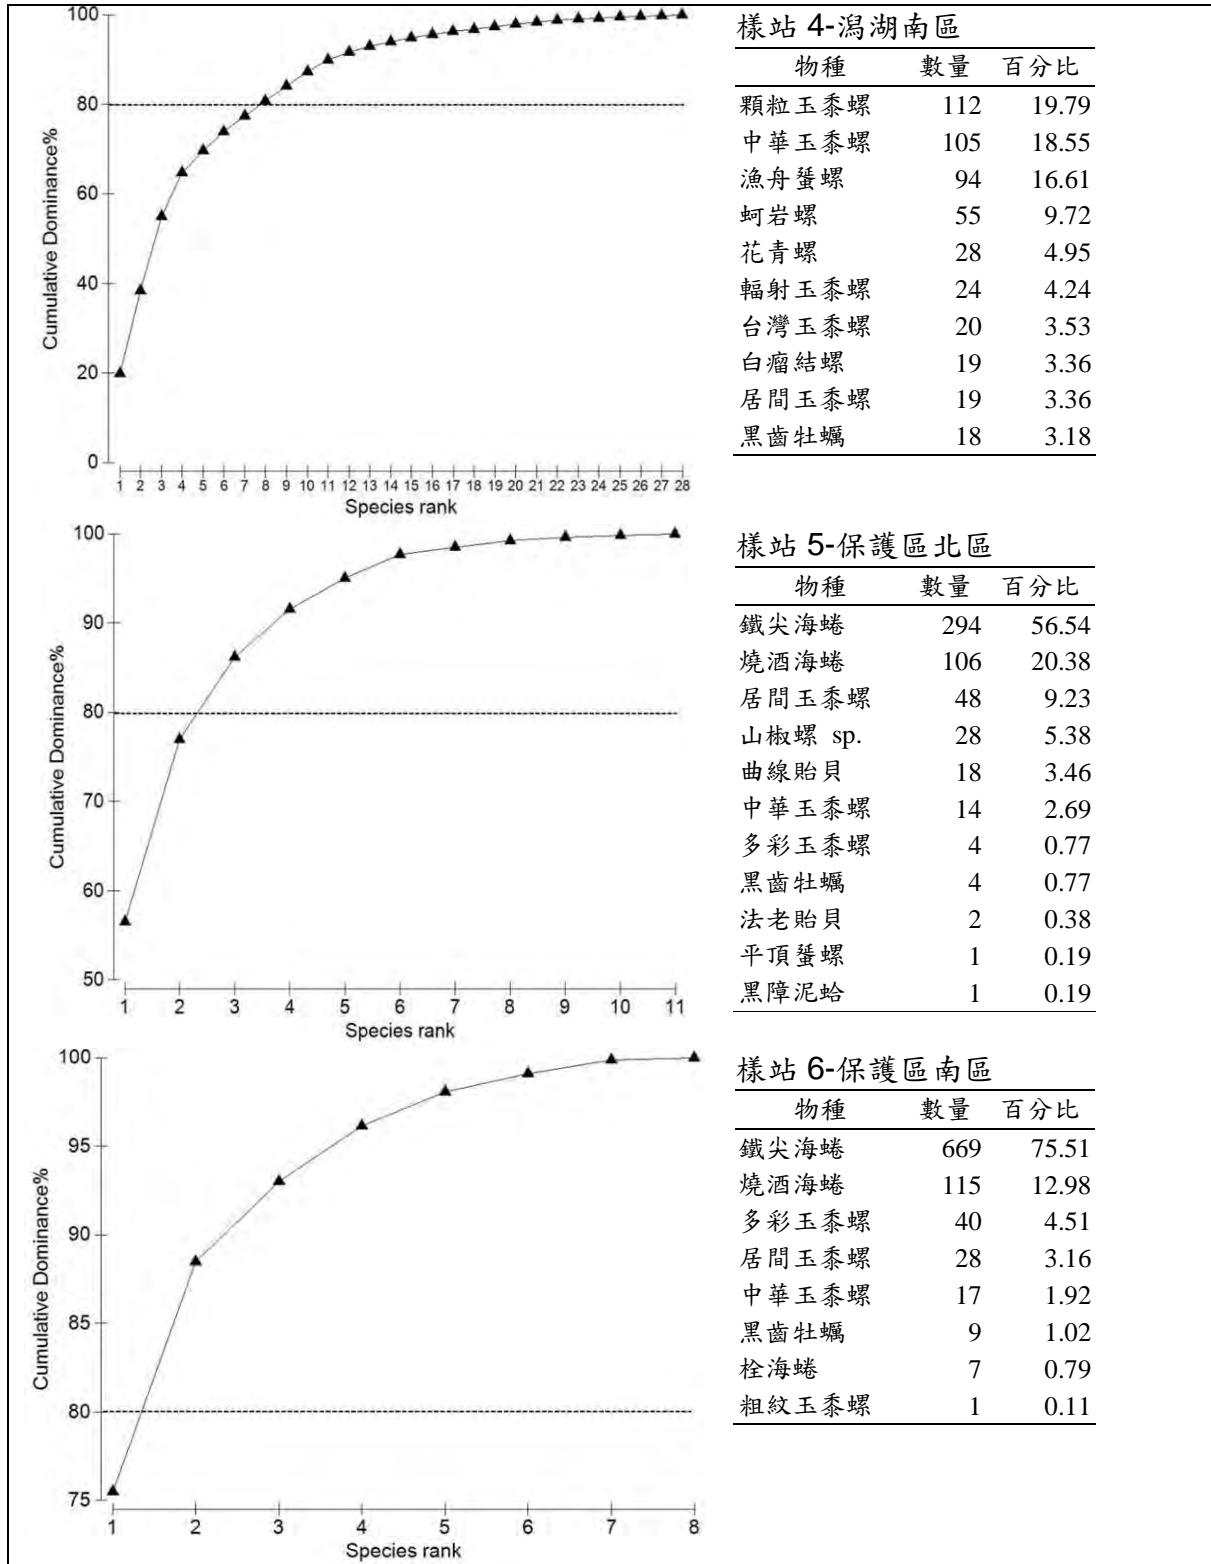 100
80
60
40
20
0
Cumulative Dominance%
1 2 3 4 5 6 7 8 9 10 11 12 13 14 15 16 17 18 19 20 21 22 23 24 25 26 27 28
Species rank
樣站 4-潟湖南區
物種 數量 百分比
顆粒玉黍螺 112 19.79
中華玉黍螺 105 18.55
漁舟蜑螺 94 16.61
蚵岩螺 55 9.72
花青螺 28 4.95
輻射玉黍螺 24 4.24
台灣玉黍螺 20 3.53
白瘤結螺 19 3.36
居間玉黍螺 19 3.36
黑齒牡蠣 18 3.18
100
90
80
70
60
50
Cumulative Dominance%
1 2 3 4 5 6 7 8 9 10 11
Species rank
樣站 5-保護區北區
物種 數量 百分比
鐵尖海蜷 294 56.54
燒酒海蜷 106 20.38
居間玉黍螺 48 9.23
山椒螺 sp. 28 5.38
曲線貽貝 18 3.46
中華玉黍螺 14 2.69
多彩玉黍螺 4 0.77
黑齒牡蠣 4 0.77
法老貽貝 2 0.38
平頂蜑螺 1 0.19
黑障泥蛤 1 0.19
100
95
90
85
80
75
Cumulative Dominance%
1 2 3 4 5 6 7 8
Species rank
樣站 6-保護區南區
物種 數量 百分比
鐵尖海蜷 669 75.51
燒酒海蜷 115 12.98
多彩玉黍螺 40 4.51
居間玉黍螺 28 3.16
中華玉黍螺 17 1.92
黑齒牡蠣 9 1.02
栓海蜷 7 0.79
粗紋玉黍螺 1 0.11